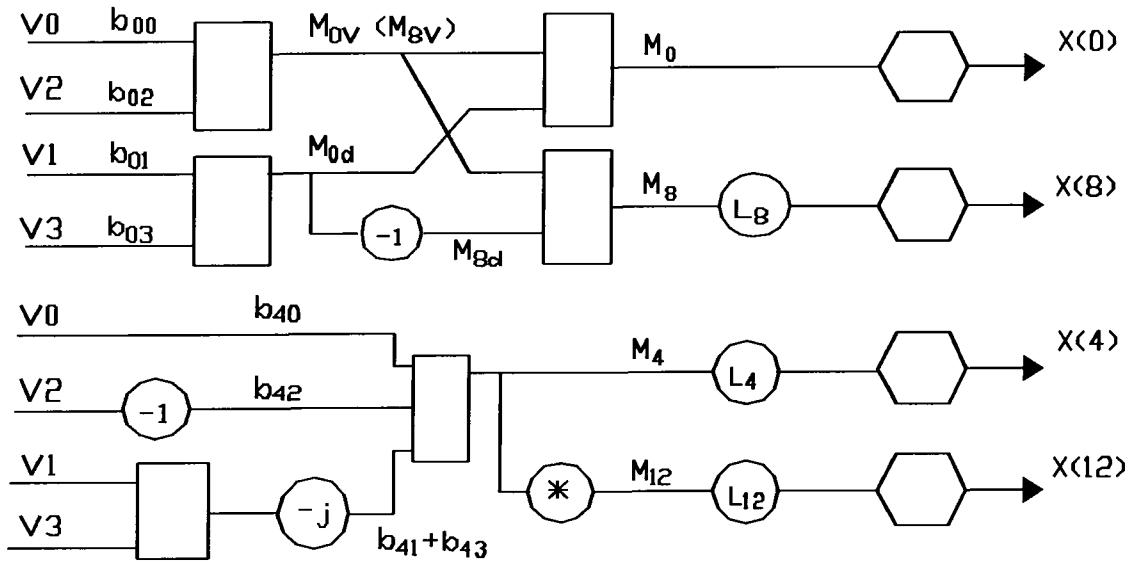 V0 b00 M0V (M8V) M0 X(0)
V2 b02
V1 b01 M0d M8 L8 X(8)
V3 b03 -1 M8d
V0 b40 M4 L4 X(4)
V2 -1 b42
V1 M12 L12 X(12)
V3 -j * b41+b43